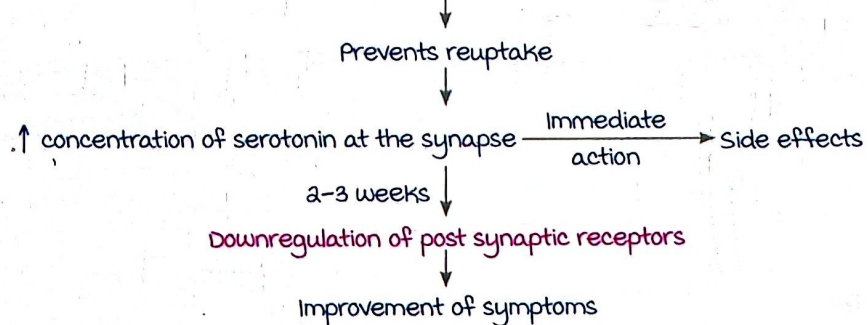 Prevents reuptake
↑ concentration of serotonin at the synapse
Immediate
action
Side effects
2-3 weeks
Downregulation of post synaptic receptors
Improvement of symptoms